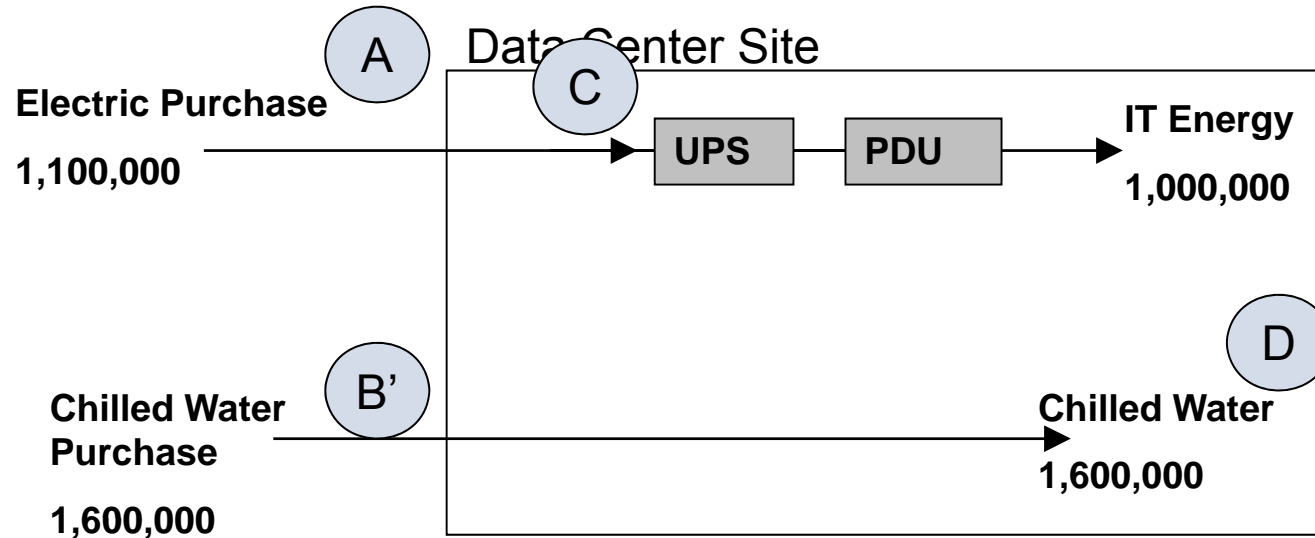 A
Data Center Site
C
Electric Purchase
1,100,000
UPS
PDU
IT Energy
1,000,000
B’
D
Chilled Water
Purchase
1,600,000
Chilled Water
1,600,000